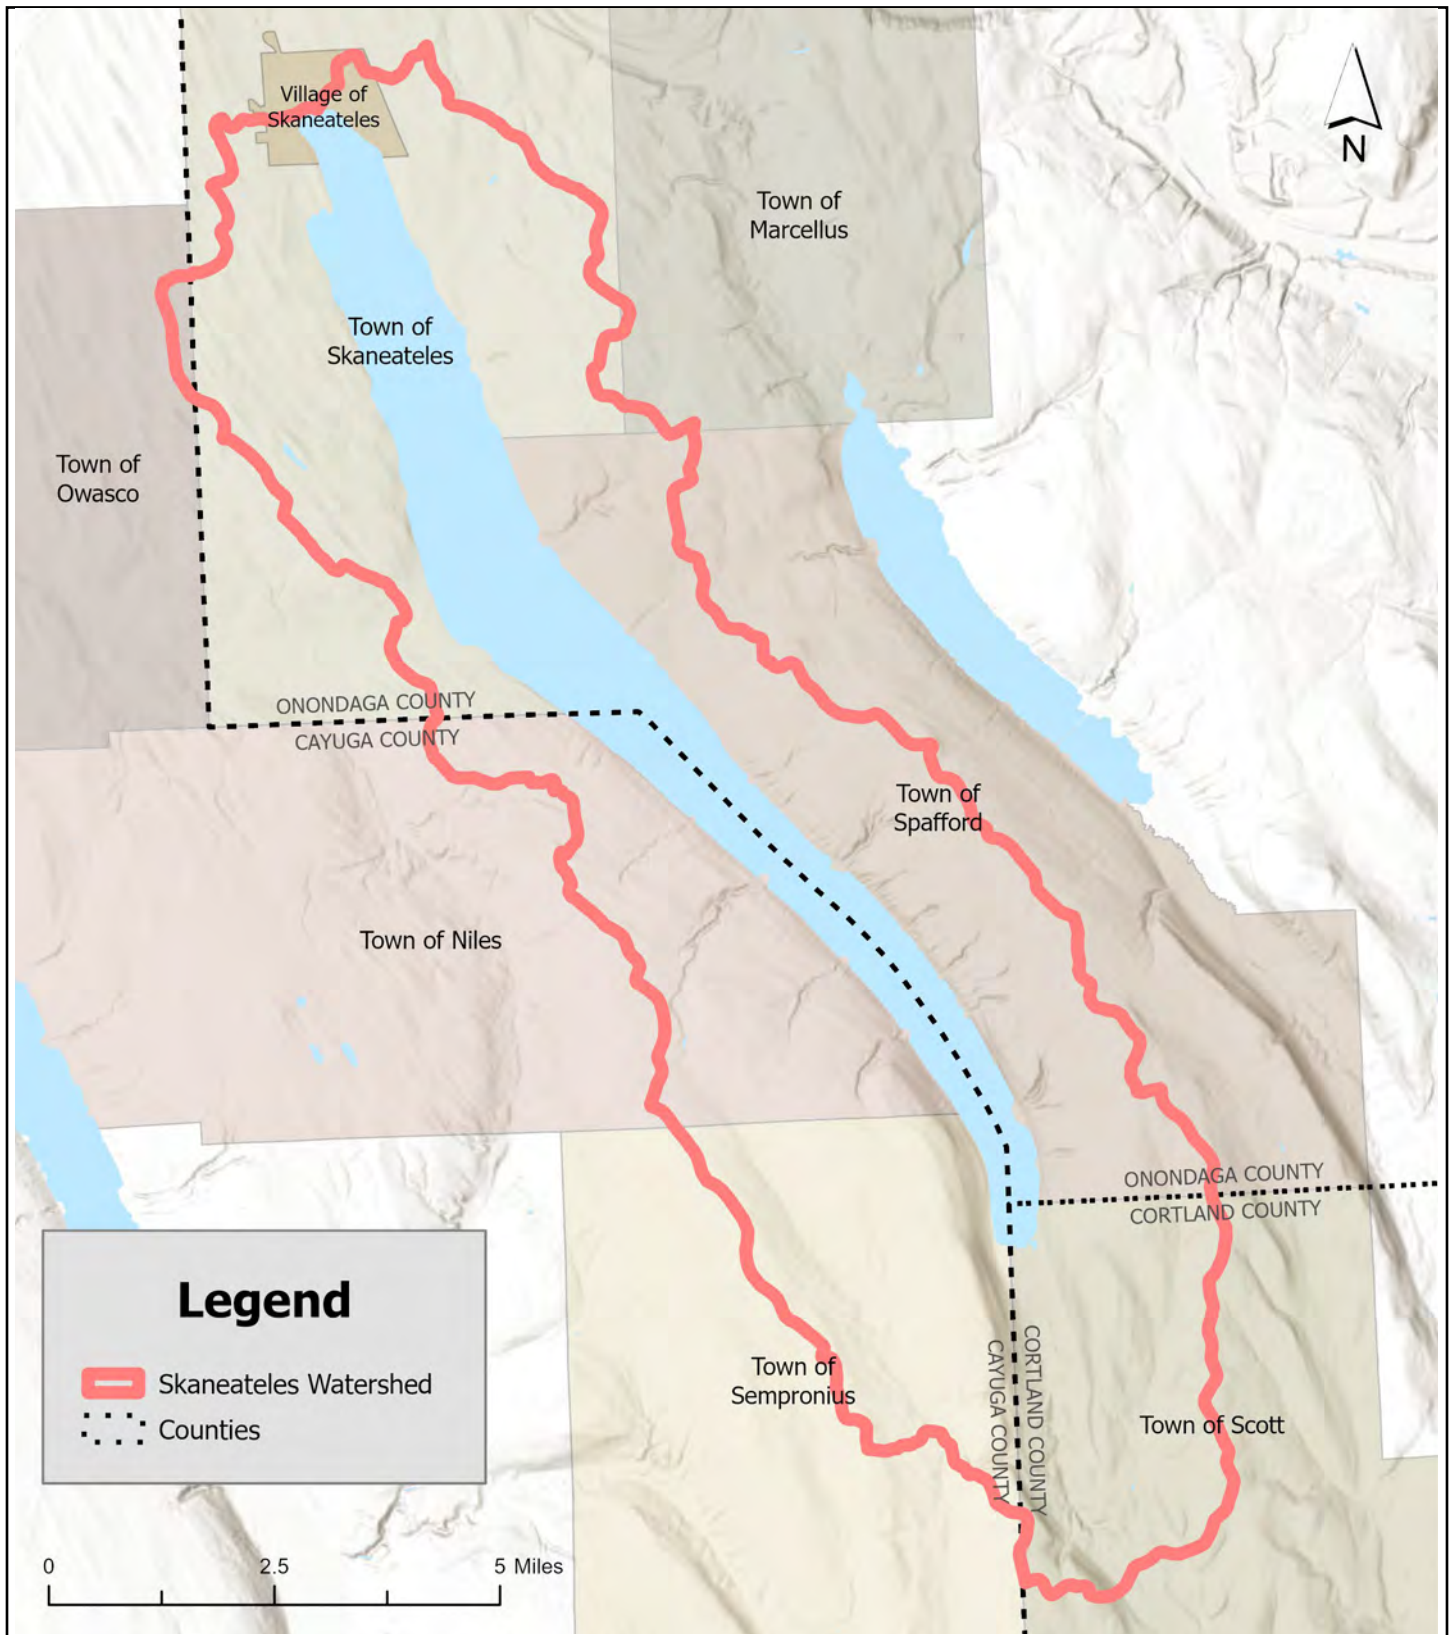 Village of
Skaneateles
N
Town of
Marcellus
Town of
Skaneateles
Town of
Owasco
ONONDAGA COUNTY
CAYUGA COUNTY
Town of
Spafford
Town of Niles
ONONDAGA COUNTY
CORTLAND COUNTY
Legend
Skaneateles Watershed
Counties
Town of
Sempronius
CAYUGA COUNTY
CORTLAND COUNTY
Town of Scott
0 2.5 5 Miles